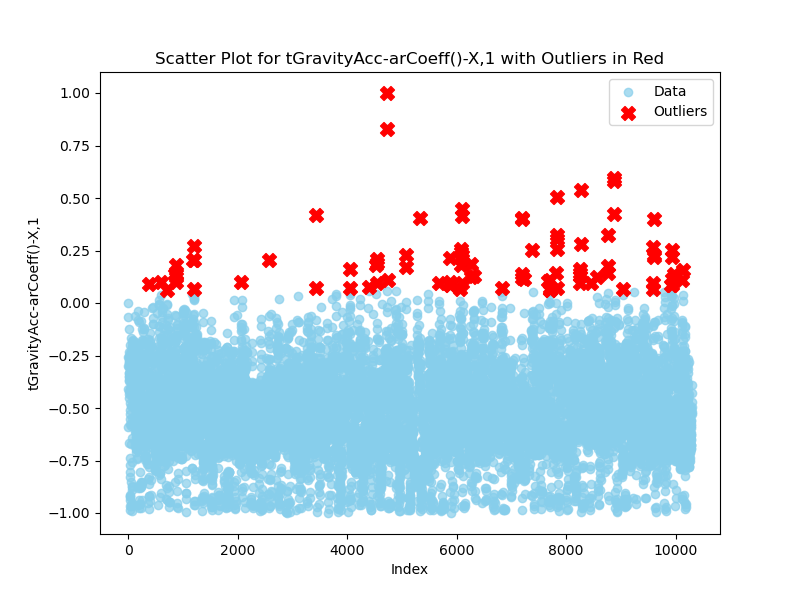 Scatter Plot for tGravityAcc-arCoeff()-X,1 with Outliers in Red
Data
Outliers
1.00
0.75
0.50
0.25
0.00
−0.25
−0.50
−0.75
−1.00
tGravityAcc-arCoeff()-X,1
0 2000 4000 6000 8000 10000
Index